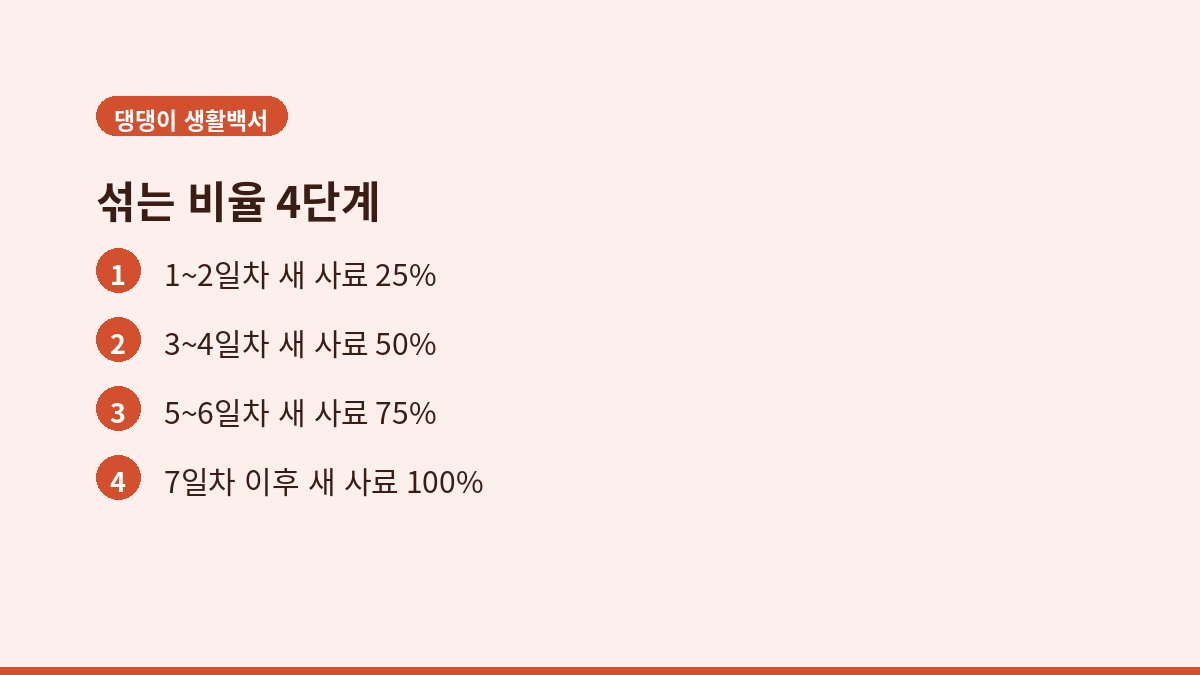 댕댕이 생활백서
섞는 비율 4단계
1 1~2일차 새 사료 25%
2 3~4일차 새 사료 50%
3 5~6일차 새 사료 75%
4 7일차 이후 새 사료 100%